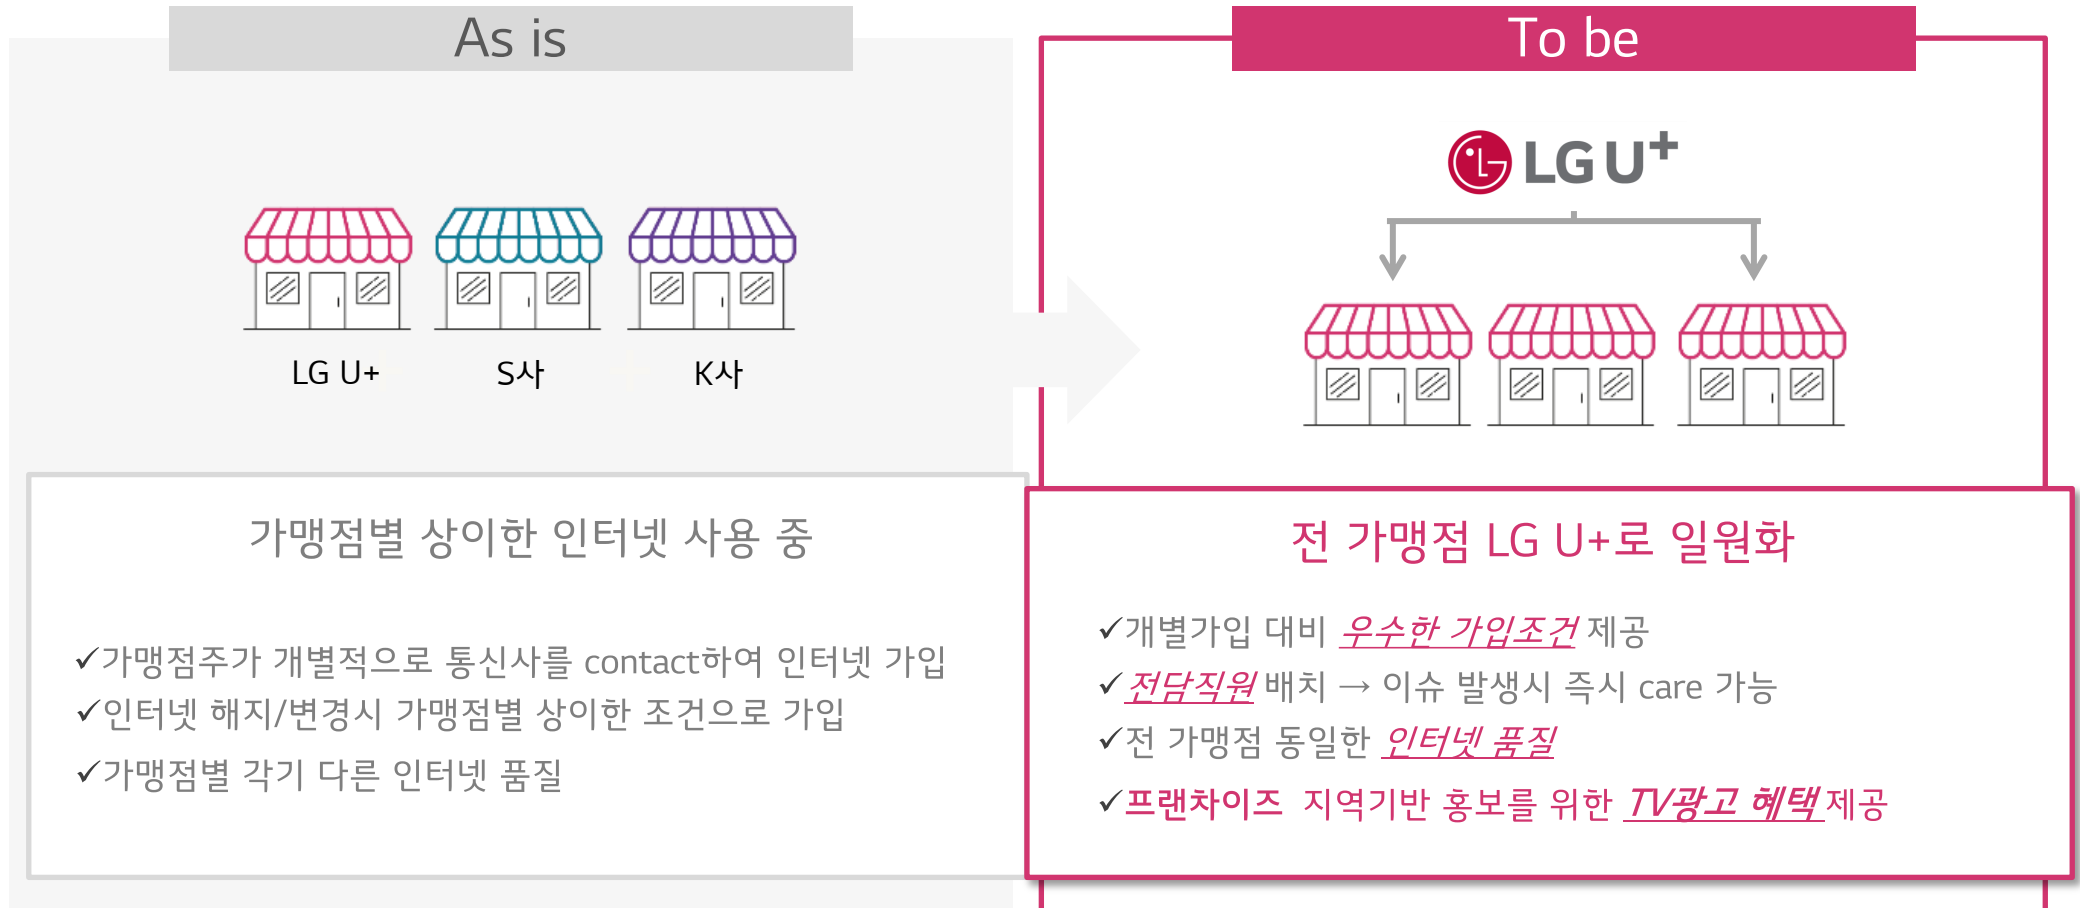 As is
LG U+
S사
K사
가맹점별 상이한 인터넷 사용 중
✓가맹점주가 개별적으로 통신사를 contact하여 인터넷 가입
✓인터넷 해지/변경시 가맹점별 상이한 조건으로 가입
✓가맹점별 각기 다른 인터넷 품질
To be
LG U+
전 가맹점 LG U+로 일원화
✓개별가입 대비 우수한 가입조건 제공
✓전담직원 배치 → 이슈 발생시 즉시 care 가능
✓전 가맹점 동일한 인터넷 품질
✓프랜차이즈 지역기반 홍보를 위한 TV광고 혜택 제공